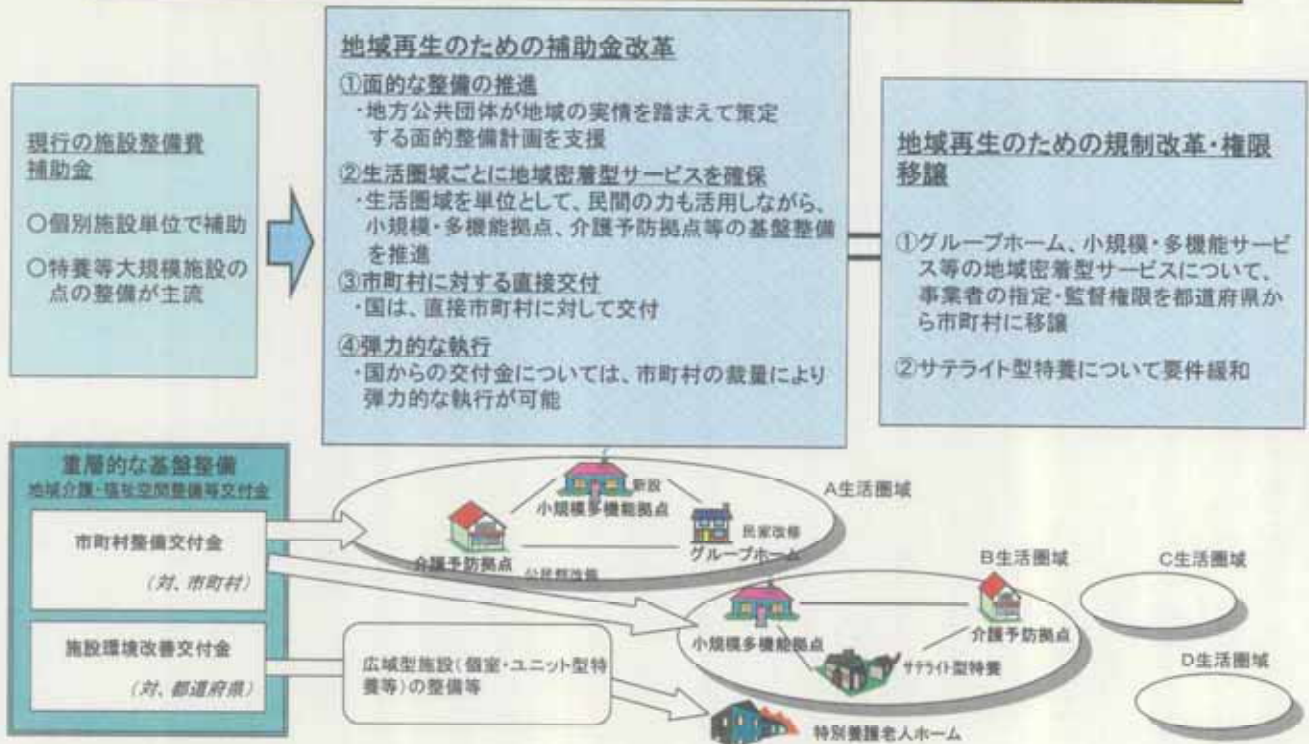 現行の施設整備費
補助金
○個別施設単位で補助
○特養等大規模施設の
点の整備が主流
地域再生のための補助金改革
①面的な整備の推進
・地方公共団体が地域の実情を踏まえて策定
する面的整備計画を支援
②生活圏域ごとに地域密着型サービスを確保
・生活圏域を単位として、民間の力も活用しながら、
小規模・多機能拠点、介護予防拠点等の基盤整備
を推進
③市町村に対する直接交付
・国は、直接市町村に対して交付
④弾力的な執行
・国からの交付金については、市町村の裁量により
弾力的な執行が可能
地域再生のための規制改革・権限
移譲
①グループホーム、小規模・多機能サービ
ス等の地域密着型サービスについて、
事業者の指定・監督権限を都道府県か
ら市町村に移譲
②サテライト型特養について要件緩和
重層的な基盤整備
地域介護・福祉空間整備等交付金
市町村整備交付金
(対、市町村)
施設環境改善交付金
(対、都道府県)
新設
小規模多機能拠点
A生活圏域
民家改修
グループホーム
介護予防拠点
公民館改修
B生活圏域
小規模多機能拠点
介護予防拠点
サテライト型特養
C生活圏域
D生活圏域
広域型施設(個室・ユニット型特
養等)の整備等
特別養護老人ホーム